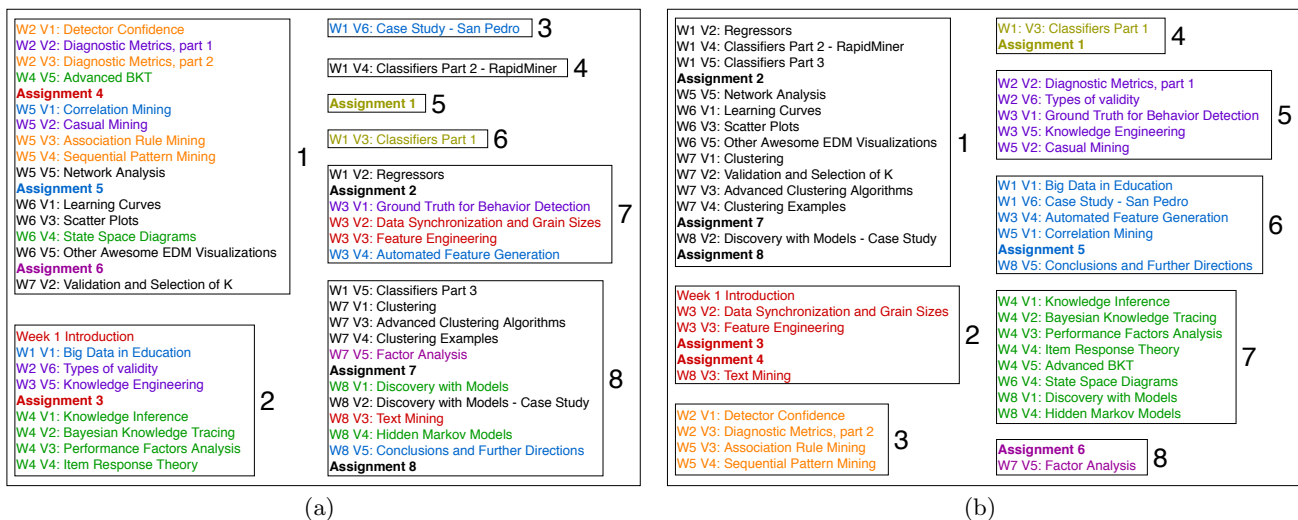 W2 V1: Detector Confidence
W2 V2: Diagnostic Metrics, part 1
W2 V3: Diagnostic Metrics, part 2
W4 V5: Advanced BKT
Assignment 4
W5 V1: Correlation Mining
W5 V2: Casual Mining
W5 V3: Association Rule Mining
W5 V4: Sequential Pattern Mining
W5 V5: Network Analysis
Assignment 5
W6 V1: Learning Curves
W6 V3: Scatter Plots
W6 V4: State Space Diagrams
W6 V5: Other Awesome EDM Visualizations
Assignment 6
W7 V2: Validation and Selection of K
1
Week 1 Introduction
W1 V1: Big Data in Education
W2 V6: Types of validity
W3 V5: Knowledge Engineering
Assignment 3
W4 V1: Knowledge Inference
W4 V2: Bayesian Knowledge Tracing
W4 V3: Performance Factors Analysis
W4 V4: Item Response Theory
2
W1 V6: Case Study - San Pedro
3
W1 V4: Classifiers Part 2 - RapidMiner
4
Assignment 1
5
W1 V3: Classifiers Part 1
6
W1 V2: Regressors
Assignment 2
W3 V1: Ground Truth for Behavior Detection
W3 V2: Data Synchronization and Grain Sizes
W3 V3: Feature Engineering
W3 V4: Automated Feature Generation
7
W1 V5: Classifiers Part 3
W7 V1: Clustering
W7 V3: Advanced Clustering Algorithms
W7 V4: Clustering Examples
W7 V5: Factor Analysis
Assignment 7
W8 V1: Discovery with Models
W8 V2: Discovery with Models - Case Study
W8 V3: Text Mining
W8 V4: Hidden Markov Models
W8 V5: Conclusions and Further Directions
Assignment 8
8
(a)
W1 V2: Regressors
W1 V4: Classifiers Part 2 - RapidMiner
W1 V5: Classifiers Part 3
Assignment 2
W5 V5: Network Analysis
W6 V1: Learning Curves
W6 V3: Scatter Plots
W6 V5: Other Awesome EDM Visualizations
W7 V1: Clustering
W7 V2: Validation and Selection of K
W7 V3: Advanced Clustering Algorithms
W7 V4: Clustering Examples
Assignment 7
W8 V2: Discovery with Models - Case Study
Assignment 8
1
Week 1 Introduction
W3 V2: Data Synchronization and Grain Sizes
W3 V3: Feature Engineering
Assignment 3
Assignment 4
W8 V3: Text Mining
2
W2 V1: Detector Confidence
W2 V3: Diagnostic Metrics, part 2
W5 V3: Association Rule Mining
W5 V4: Sequential Pattern Mining
3
W1: V3: Classifiers Part 1
Assignment 1
4
W2 V2: Diagnostic Metrics, part 1
W2 V6: Types of validity
W3 V1: Ground Truth for Behavior Detection
W3 V5: Knowledge Engineering
W5 V2: Casual Mining
5
W1 V1: Big Data in Education
W1 V6: Case Study - San Pedro
W3 V4: Automated Feature Generation
W5 V1: Correlation Mining
Assignment 5
W8 V5: Conclusions and Further Directions
6
W4 V1: Knowledge Inference
W4 V2: Bayesian Knowledge Tracing
W4 V3: Performance Factors Analysis
W4 V4: Item Response Theory
W4 V5: Advanced BKT
W6 V4: State Space Diagrams
W8 V1: Discovery with Models
W8 V4: Hidden Markov Models
7
Assignment 6
W7 V5: Factor Analysis
8
(b)